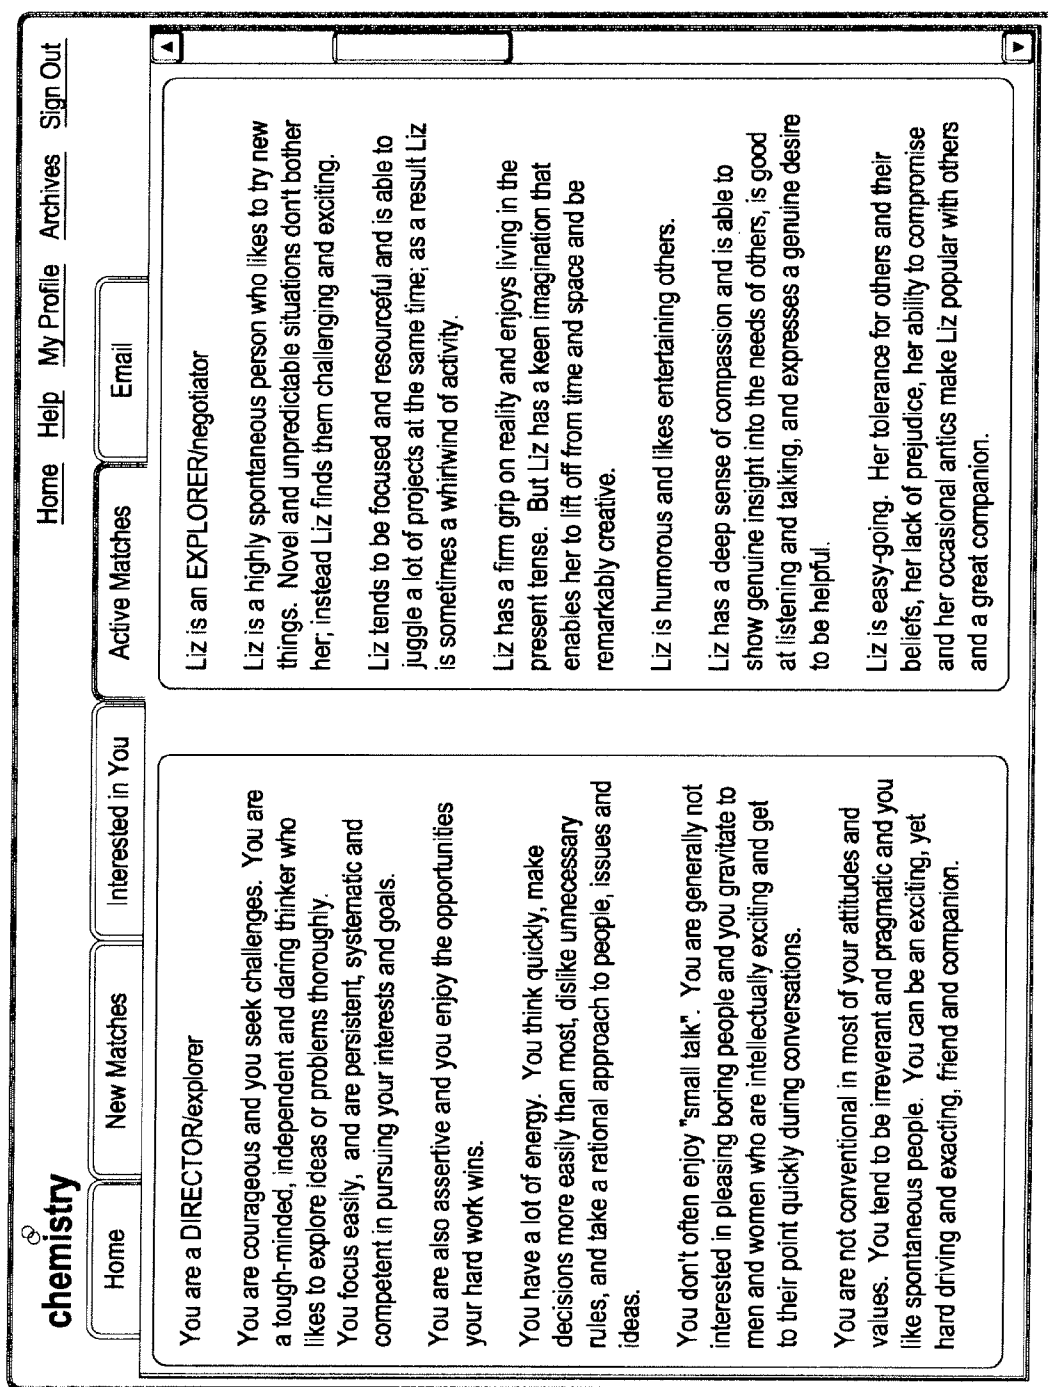 chemistry
Home Help My Profile Archives Sign Out
Home
New Matches
Interested in You
Active Matches
Email
You are a DIRECTOR/explorer
You are courageous and you seek challenges. You are
a tough-minded, independent and daring thinker who
likes to explore ideas or problems thoroughly.
You focus easily, and are persistent, systematic and
competent in pursuing your interests and goals.
You are also assertive and you enjoy the opportunities
your hard work wins.
You have a lot of energy. You think quickly, make
decisions more easily than most, dislike unnecessary
rules, and take a rational approach to people, issues and
ideas.
You don't often enjoy "small talk". You are generally not
interested in pleasing boring people and you gravitate to
men and women who are intellectually exciting and get
to their point quickly during conversations.
You are not conventional in most of your attitudes and
values. You tend to be irreverant and pragmatic and you
like spontaneous people. You can be an exciting, yet
hard driving and exacting, friend and companion.
Liz is an EXPLORER/negotiator
Liz is a highly spontaneous person who likes to try new
things. Novel and unpredictable situations don't bother
her; instead Liz finds them challenging and exciting.
Liz tends to be focused and resourceful and is able to
juggle a lot of projects at the same time; as a result Liz
is sometimes a whirlwind of activity.
Liz has a firm grip on reality and enjoys living in the
present tense. But Liz has a keen imagination that
enables her to lift off from time and space and be
remarkably creative.
Liz is humorous and likes entertaining others.
Liz has a deep sense of compassion and is able to
show genuine insight into the needs of others, is good
at listening and talking, and expresses a genuine desire
to be helpful.
Liz is easy-going. Her tolerance for others and their
beliefs, her lack of prejudice, her ability to compromise
and her occasional antics make Liz popular with others
and a great companion.